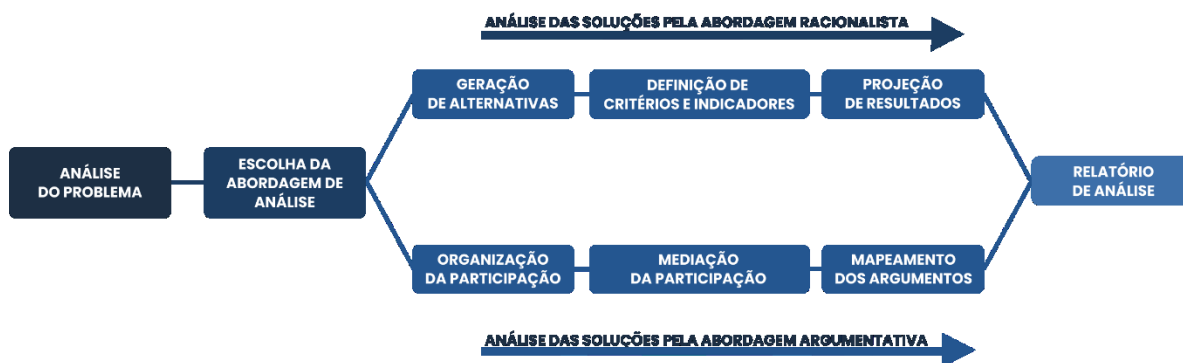 ANÁLISE DAS SOLUÇÕES PELA ABORDAGEM RACIONALISTA
GERAÇÃO
DE ALTERNATIVAS
DEFINIÇÃO DE
CRITÉRIOS E INDICADORES
PROJEÇÃO
DE RESULTADOS
ANÁLISE
DO PROBLEMA
ESCOLHA DA
ABORDAGEM DE
ANÁLISE
RELATÓRIO
DE ANÁLISE
ORGANIZAÇÃO
DA PARTICIPAÇÃO
MEDIAÇÃO
DA PARTICIPAÇÃO
MAPEAMENTO
DOS ARGUMENTOS
ANÁLISE DAS SOLUÇÕES PELA ABORDAGEM ARGUMENTATIVA